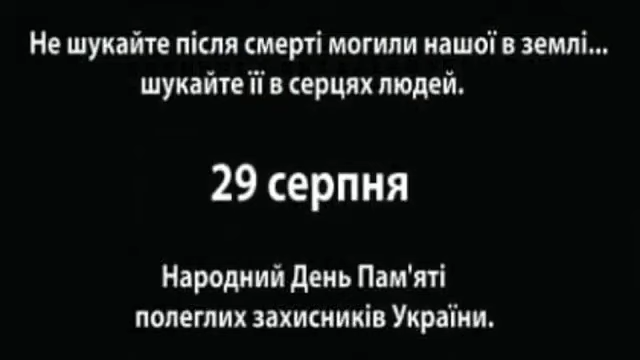 Не шукайте після смерті могили нашої в землі...
шукайте її в серцях людей.
29 серпня
Народний День Пам'яті
полеглих захисників України.